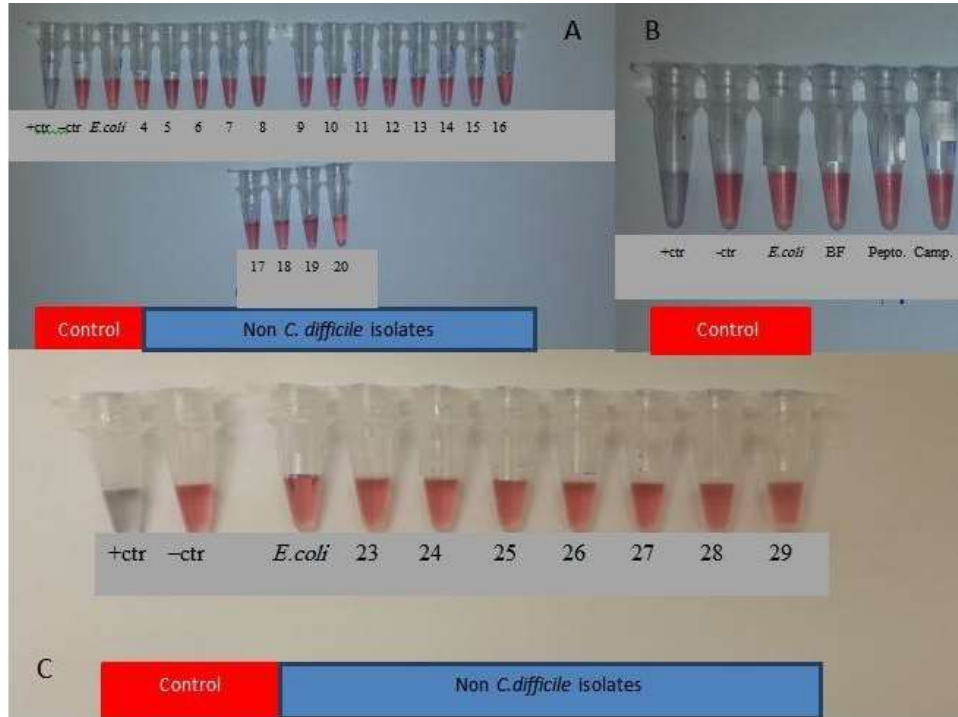 A
+ctr –ctr E.coli 4 5 6 7 8 9 10 11 12 13 14 15 16
17 18 19 20
Control Non C. difficile isolates
B
+ctr -ctr E.coli BF Pepto. Camp.
Control
+ctr –ctr E.coli 23 24 25 26 27 28 29
C
Control Non C.difficile isolates